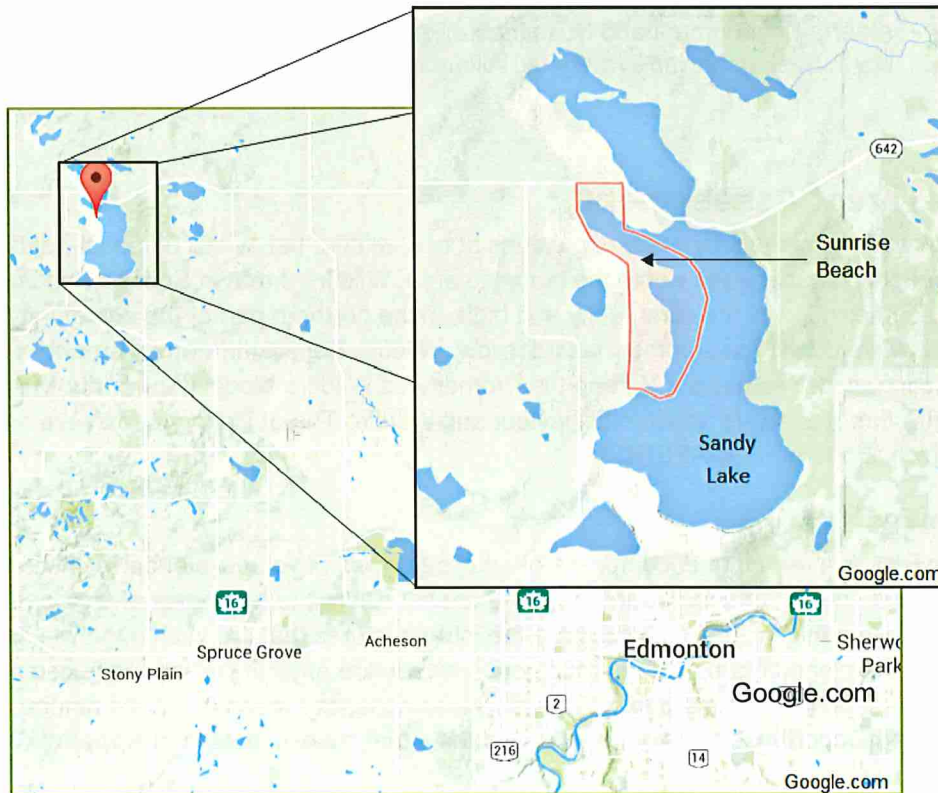 642
Sunrise
Beach
Sandy
Lake
Google.com
16
16
16
Spruce Grove
Acheson
Edmonton
Sherwo
Park
Stony Plain
Google.com
2
216
14
Google.com